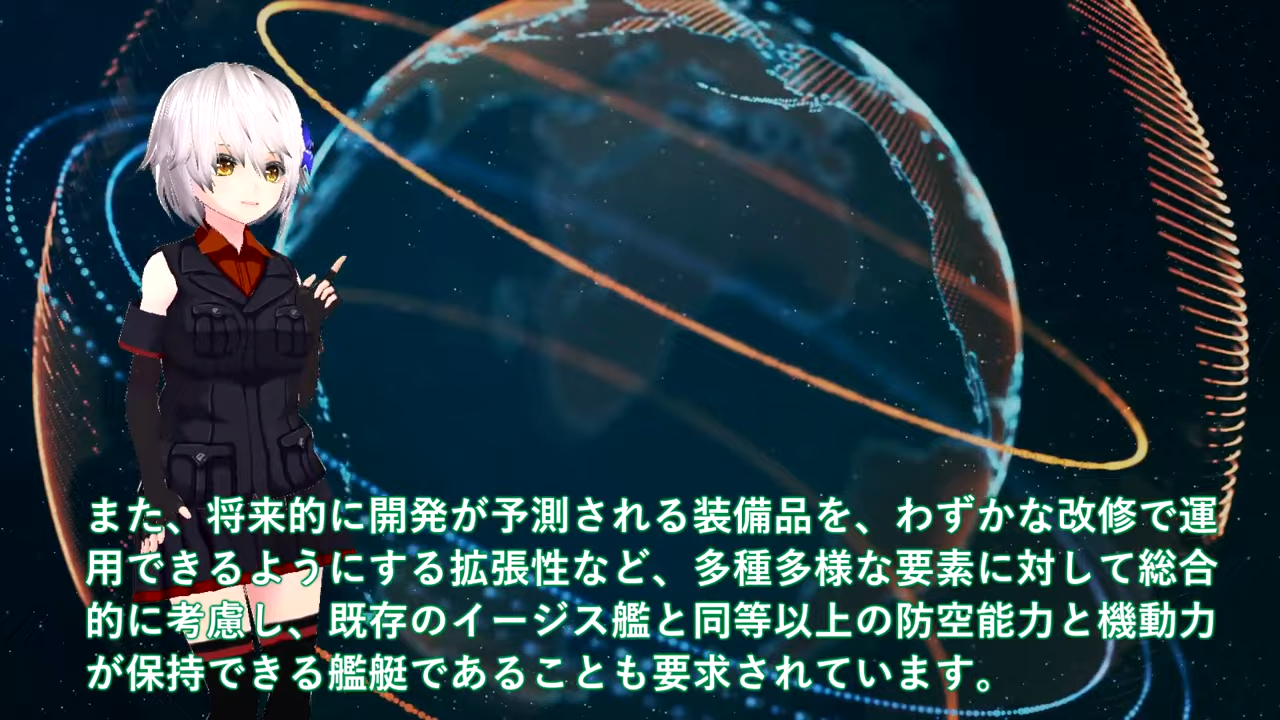 また、将来的に開発が予測される装備品を、わずかな改修で運
用できるようにする拡張性など、多種多様な要素に対して総合
的に考慮し、既存のイージス艦と同等以上の防空能力と機動力
が保持できる艦艇であることも要求されています。